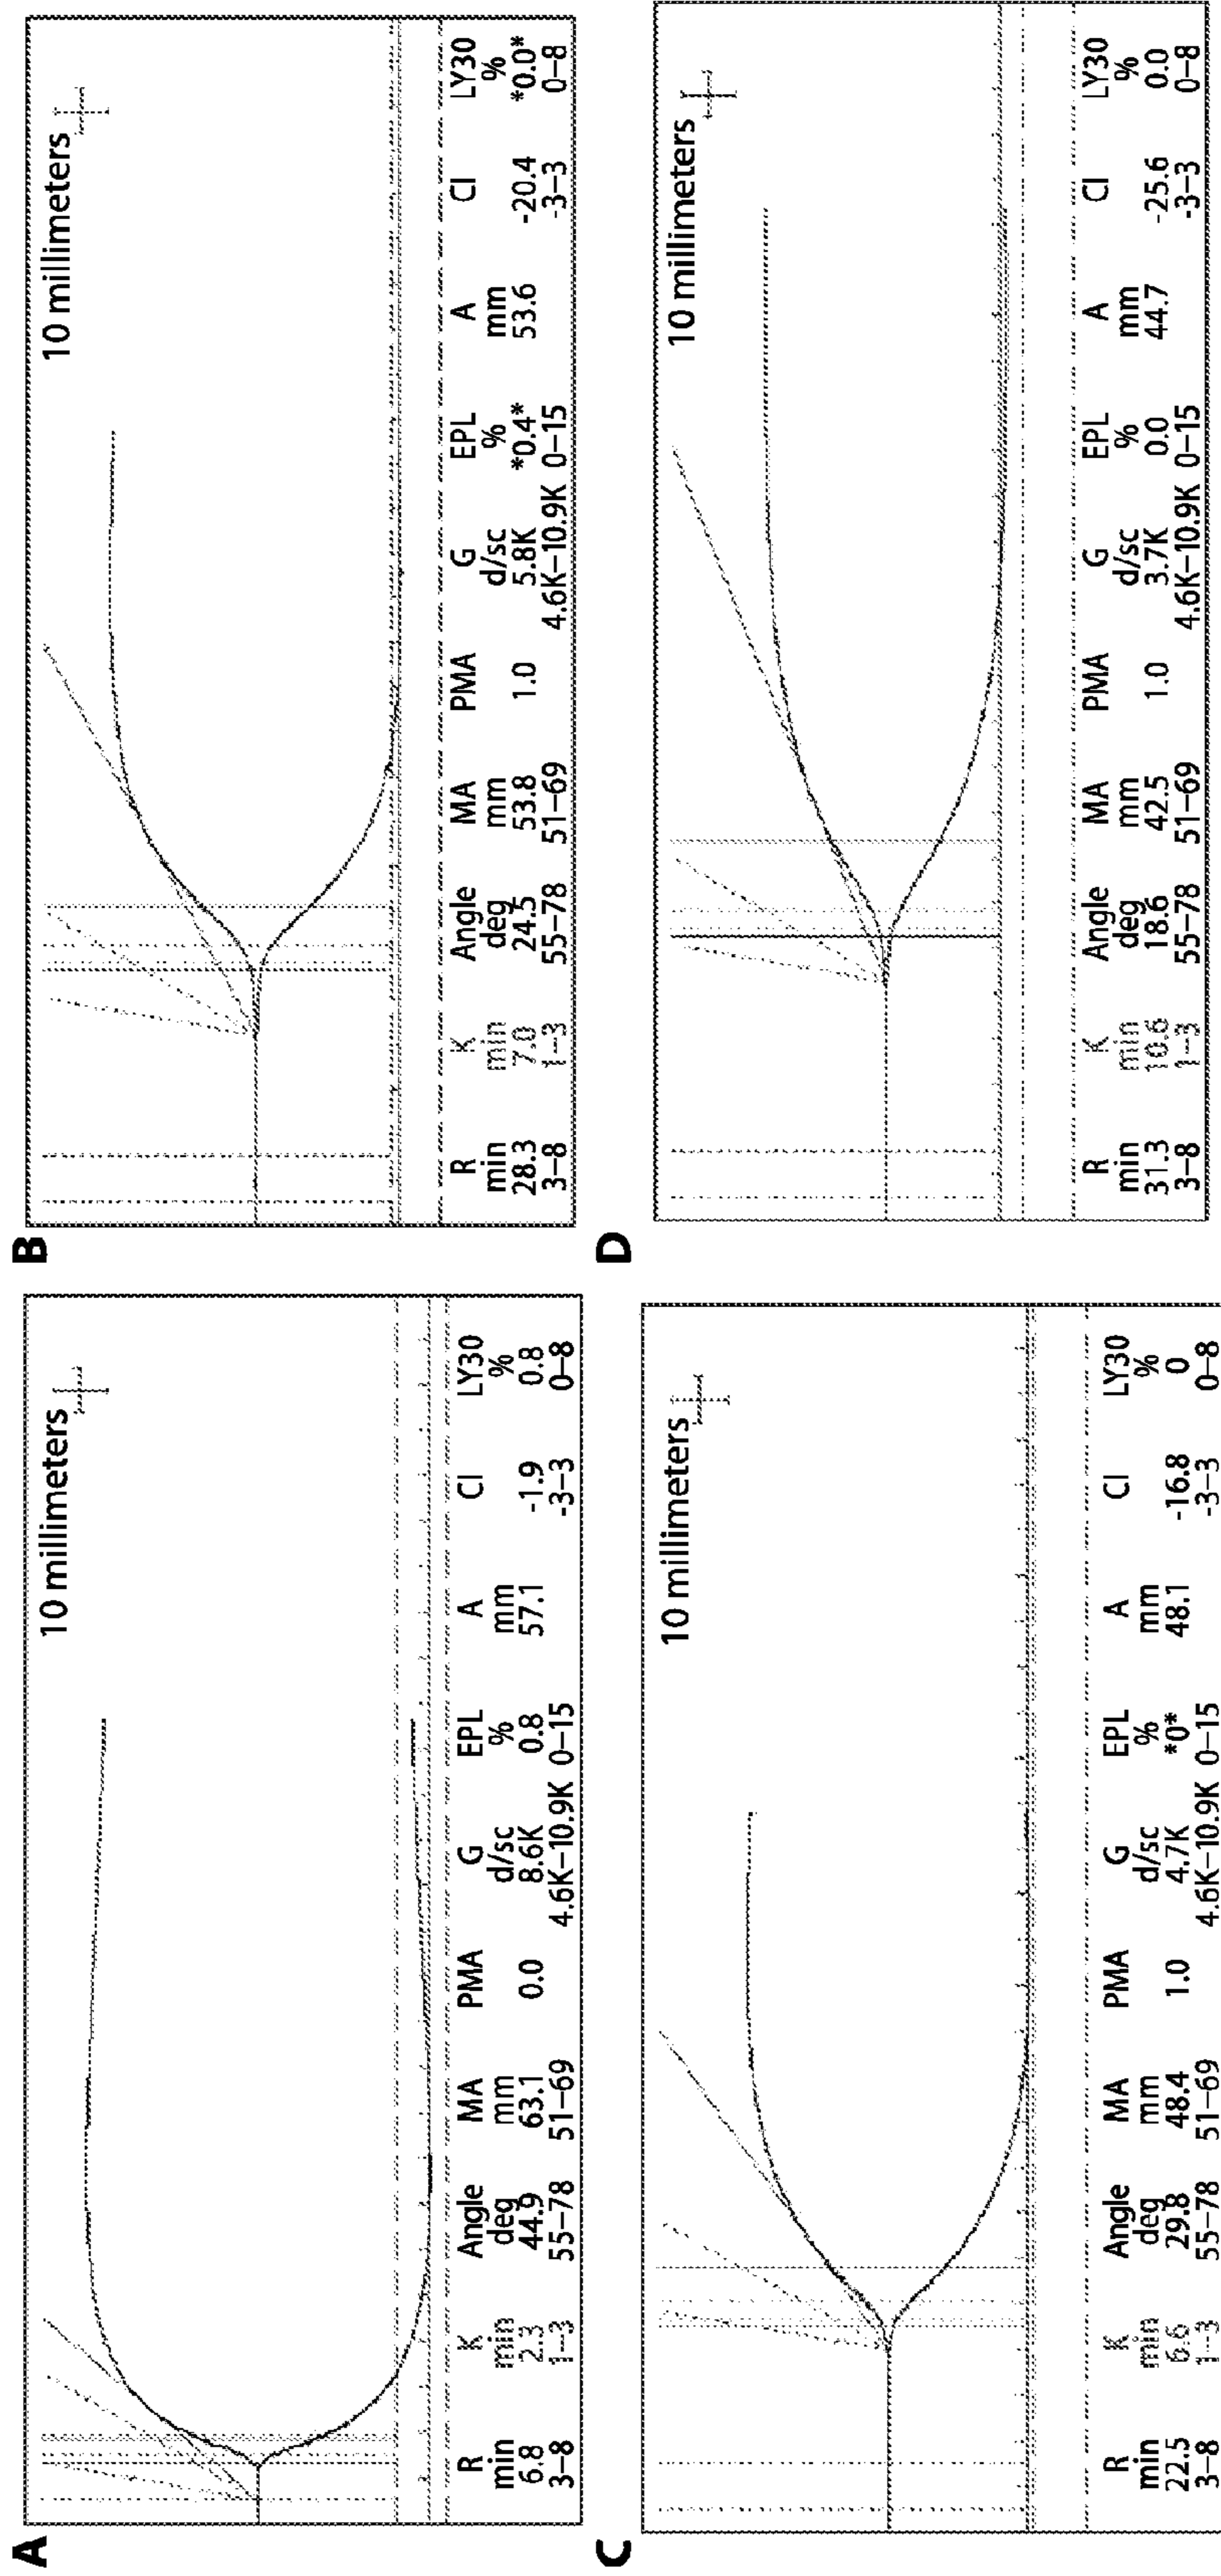 A
10 millimeters
R K Angle MA PMA G EPL A CI LY30
min min deg mm d/sc % mm %
6.8 2.3 44.9 63.1 0.0 8.6K 0.8 57.1 -1.9 0.8
3–8 1–3 55–78 51–69 4.6K–10.9K 0–15 -3–3 0–8
B
10 millimeters
R K Angle MA PMA G EPL A CI LY30
min min deg mm d/sc % mm %
28.3 7.0 24.5 53.8 1.0 5.8K *0.4* 53.6 -20.4 *0.0*
3–8 1–3 55–78 51–69 4.6K–10.9K 0–15 -3–3 0–8
C
10 millimeters
R K Angle MA PMA G EPL A CI LY30
min min deg mm d/sc % mm %
22.5 6.6 29.8 48.4 1.0 4.7K *0* 48.1 -16.8 0
3–8 1–3 55–78 51–69 4.6K–10.9K 0–15 -3–3 0–8
D
10 millimeters
R K Angle MA PMA G EPL A CI LY30
min min deg mm d/sc % mm %
31.3 10.6 18.6 42.5 1.0 3.7K 0.0 44.7 -25.6 0.0
3–8 1–3 55–78 51–69 4.6K–10.9K 0–15 -3–3 0–8